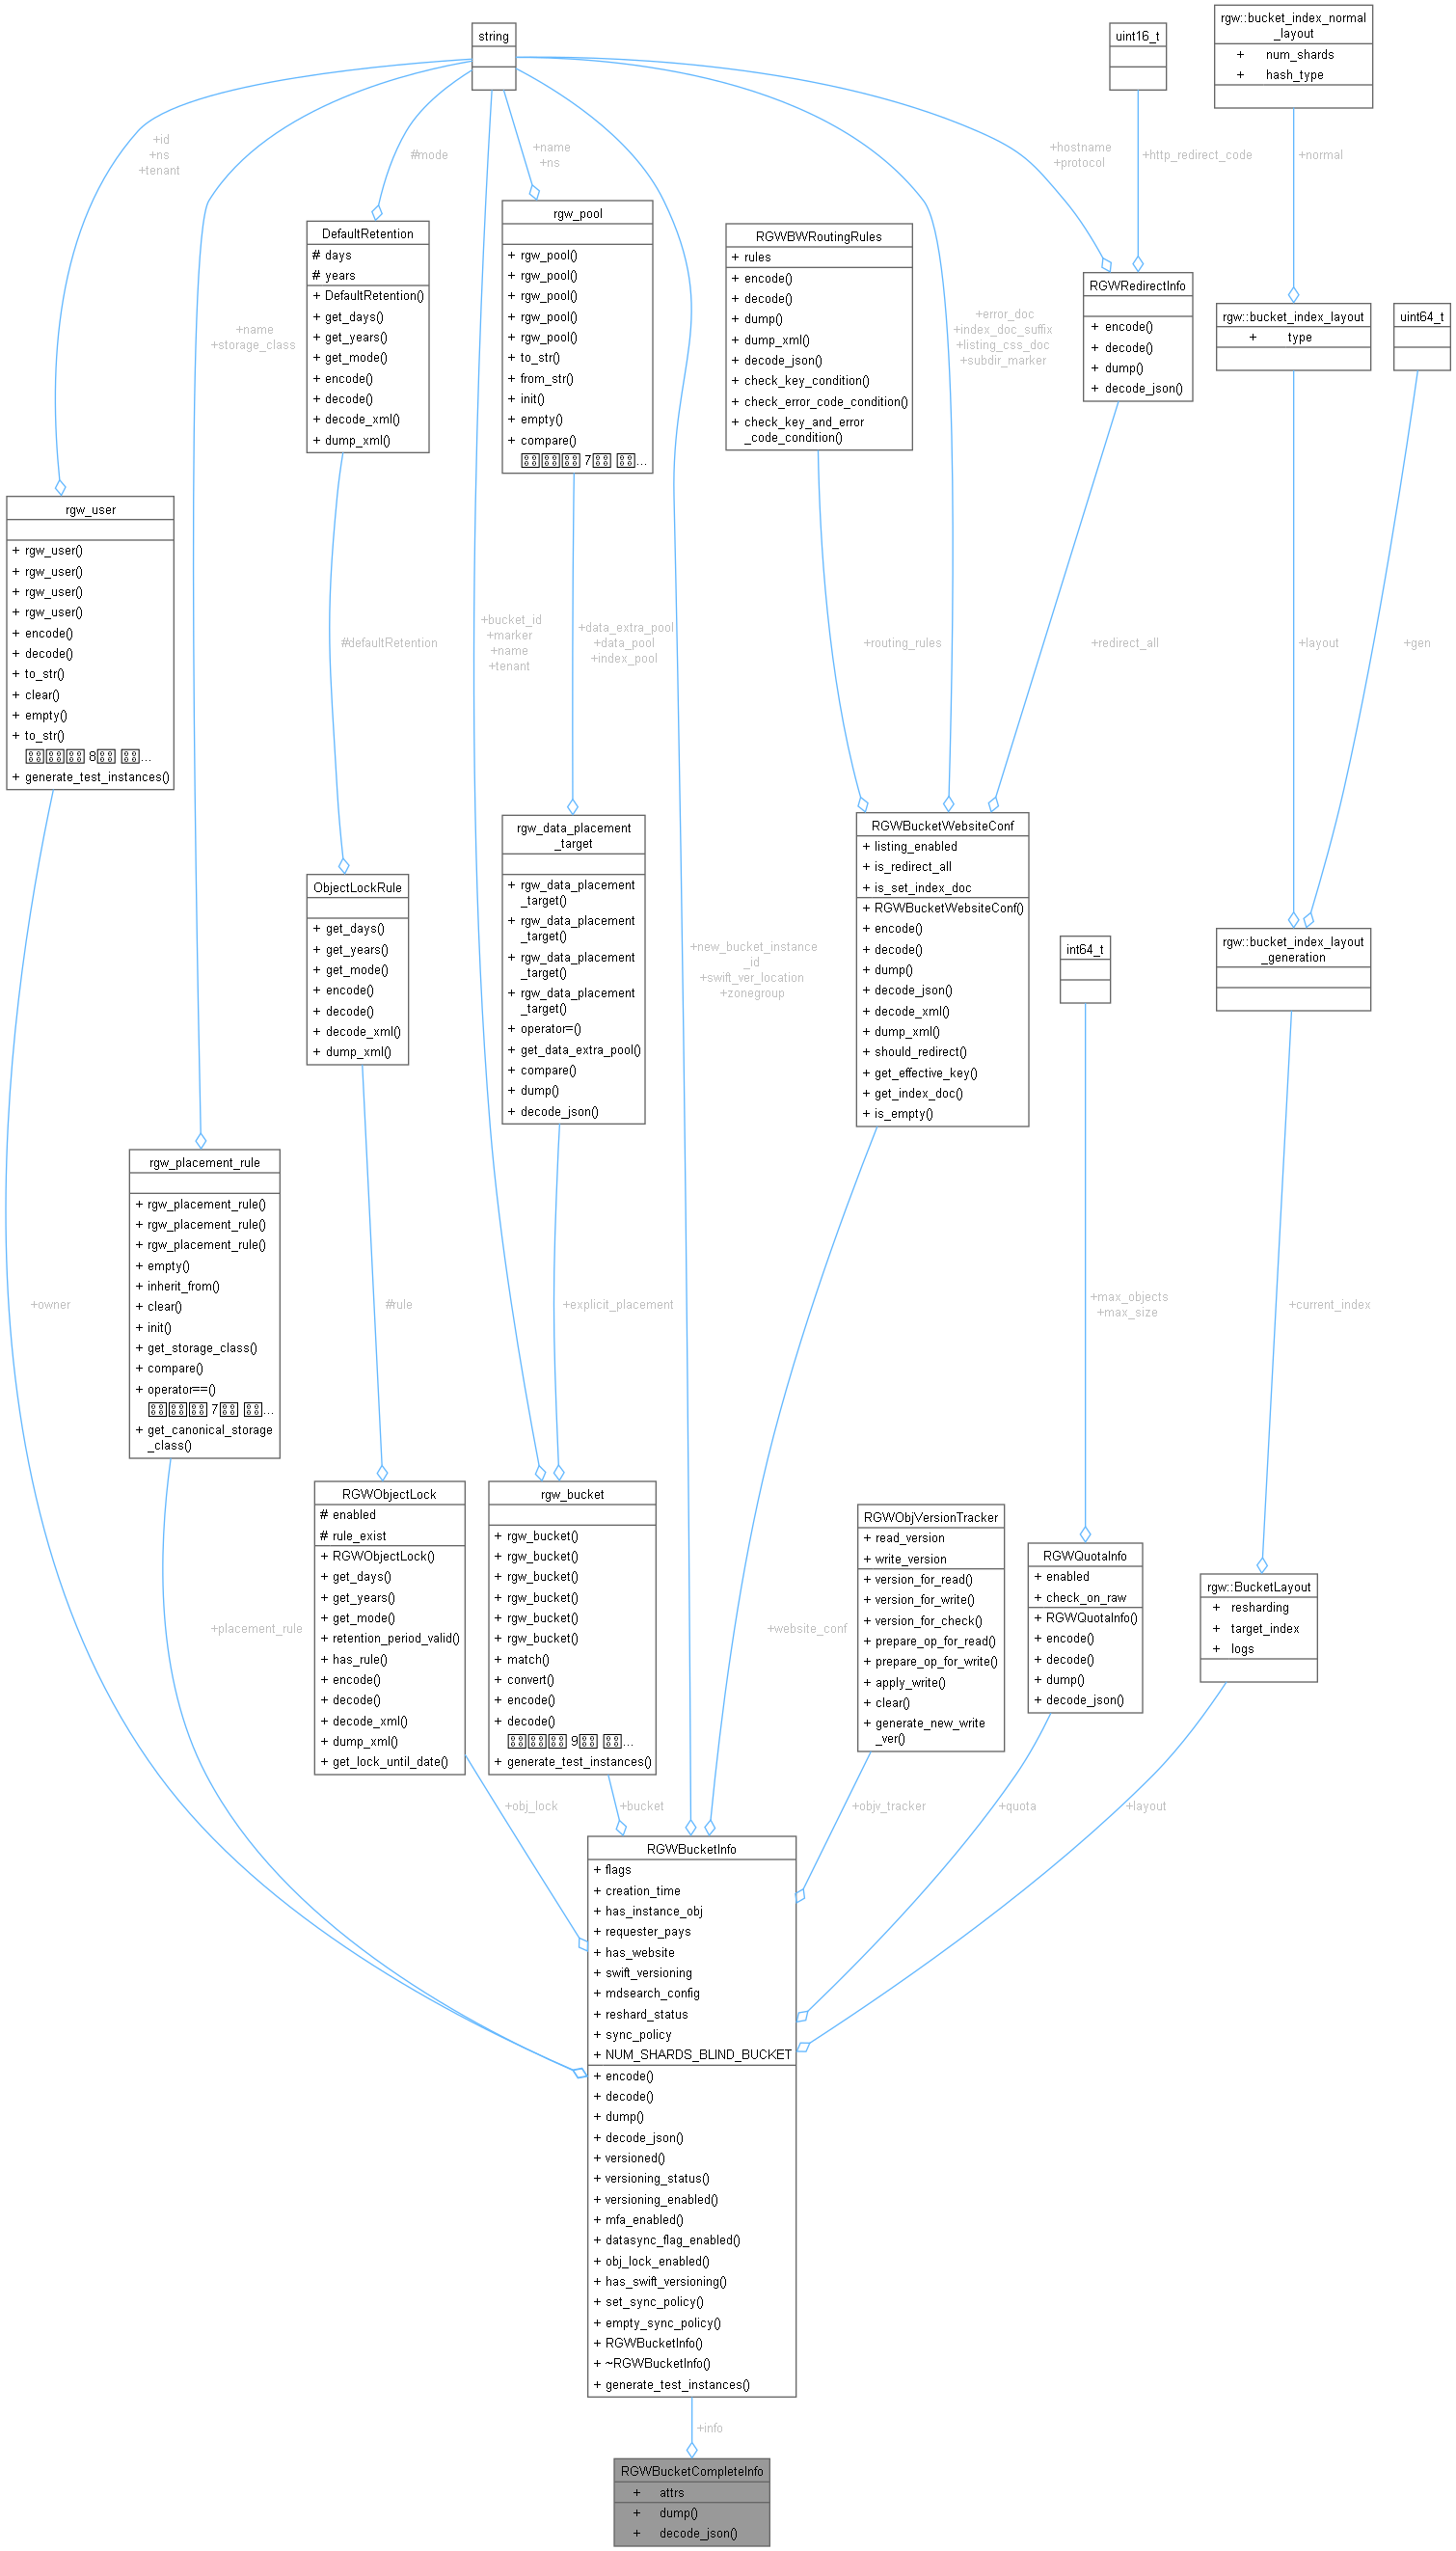 string
uint16_t
rgw::bucket_index_normal
_layout
+ num_shards
+ hash_type
+id
+ns
+tenant
#mode
+name
+ns
+hostname
+protocol
+http_redirect_code
+normal
DefaultRetention
# days
# years
+ DefaultRetention()
+ get_days()
+ get_years()
+ get_mode()
+ encode()
+ decode()
+ decode_xml()
+ dump_xml()
rgw_pool
+ rgw_pool()
+ rgw_pool()
+ rgw_pool()
+ rgw_pool()
+ rgw_pool()
+ to_str()
+ from_str()
+ init()
+ empty()
+ compare()
RGWBWRoutingRules
+ rules
+ encode()
+ decode()
+ dump()
+ dump_xml()
+ decode_json()
+ check_key_condition()
+ check_error_code_condition()
+ check_key_and_error
_code_condition()
RGWRedirectInfo
+ encode()
+ decode()
+ dump()
+ decode_json()
rgw::bucket_index_layout
+ type
uint64_t
+name
+storage_class
+error_doc
+index_doc_suffix
+listing_css_doc
+subdir_marker
rgw_user
+ rgw_user()
+ rgw_user()
+ rgw_user()
+ rgw_user()
+ encode()
+ decode()
+ to_str()
+ clear()
+ empty()
+ to_str()
+ generate_test_instances()
#defaultRetention
+bucket_id
+marker
+name
+tenant
+data_extra_pool
+data_pool
+index_pool
+routing_rules
+redirect_all
+layout
+gen
ObjectLockRule
+ get_days()
+ get_years()
+ get_mode()
+ encode()
+ decode()
+ decode_xml()
+ dump_xml()
rgw_data_placement
_target
+ rgw_data_placement
_target()
+ rgw_data_placement
_target()
+ rgw_data_placement
_target()
+ rgw_data_placement
_target()
+ operator=()
+ get_data_extra_pool()
+ compare()
+ dump()
+ decode_json()
+new_bucket_instance
_id
+swift_ver_location
+zonegroup
RGWBucketWebsiteConf
+ listing_enabled
+ is_redirect_all
+ is_set_index_doc
+ RGWBucketWebsiteConf()
+ encode()
+ decode()
+ dump()
+ decode_json()
+ decode_xml()
+ dump_xml()
+ should_redirect()
+ get_effective_key()
+ get_index_doc()
+ is_empty()
int64_t
rgw::bucket_index_layout
_generation
rgw_placement_rule
+ rgw_placement_rule()
+ rgw_placement_rule()
+ rgw_placement_rule()
+ empty()
+ inherit_from()
+ clear()
+ init()
+ get_storage_class()
+ compare()
+ operator==()
+ get_canonical_storage
_class()
+owner
#rule
+explicit_placement
+max_objects
+max_size
+current_index
RGWObjectLock
# enabled
# rule_exist
+ RGWObjectLock()
+ get_days()
+ get_years()
+ get_mode()
+ retention_period_valid()
+ has_rule()
+ encode()
+ decode()
+ decode_xml()
+ dump_xml()
+ get_lock_until_date()
rgw_bucket
+ rgw_bucket()
+ rgw_bucket()
+ rgw_bucket()
+ rgw_bucket()
+ rgw_bucket()
+ rgw_bucket()
+ match()
+ convert()
+ encode()
+ decode()
+ generate_test_instances()
RGWObjVersionTracker
+ read_version
+ write_version
+ version_for_read()
+ version_for_write()
+ version_for_check()
+ prepare_op_for_read()
+ prepare_op_for_write()
+ apply_write()
+ clear()
+ generate_new_write
_ver()
RGWQuotaInfo
+ enabled
+ check_on_raw
+ RGWQuotaInfo()
+ encode()
+ decode()
+ dump()
+ decode_json()
rgw::BucketLayout
+ resharding
+ target_index
+ logs
+placement_rule
+website_conf
+obj_lock
+bucket
+objv_tracker
+quota
+layout
RGWBucketInfo
+ flags
+ creation_time
+ has_instance_obj
+ requester_pays
+ has_website
+ swift_versioning
+ mdsearch_config
+ reshard_status
+ sync_policy
+ NUM_SHARDS_BLIND_BUCKET
+ encode()
+ decode()
+ dump()
+ decode_json()
+ versioned()
+ versioning_status()
+ versioning_enabled()
+ mfa_enabled()
+ datasync_flag_enabled()
+ obj_lock_enabled()
+ has_swift_versioning()
+ set_sync_policy()
+ empty_sync_policy()
+ RGWBucketInfo()
+ ~RGWBucketInfo()
+ generate_test_instances()
+info
RGWBucketCompleteInfo
+ attrs
+ dump()
+ decode_json()